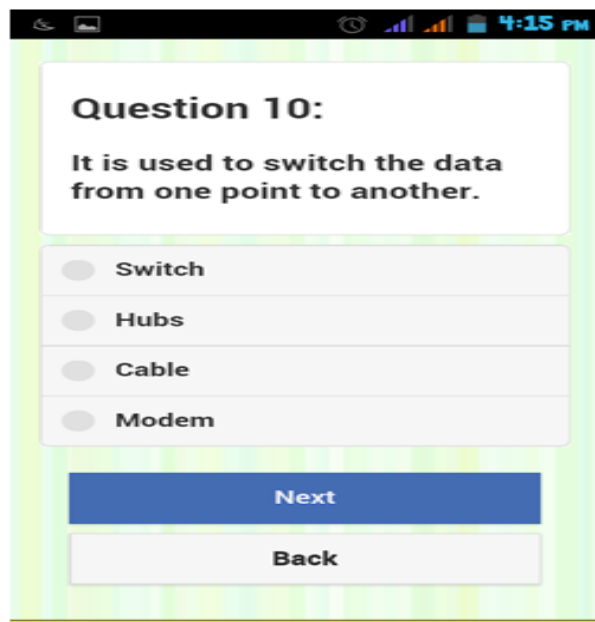 4:15 PM
Question 10:
It is used to switch the data
from one point to another.
Switch
Hubs
Cable
Modem
Next
Back